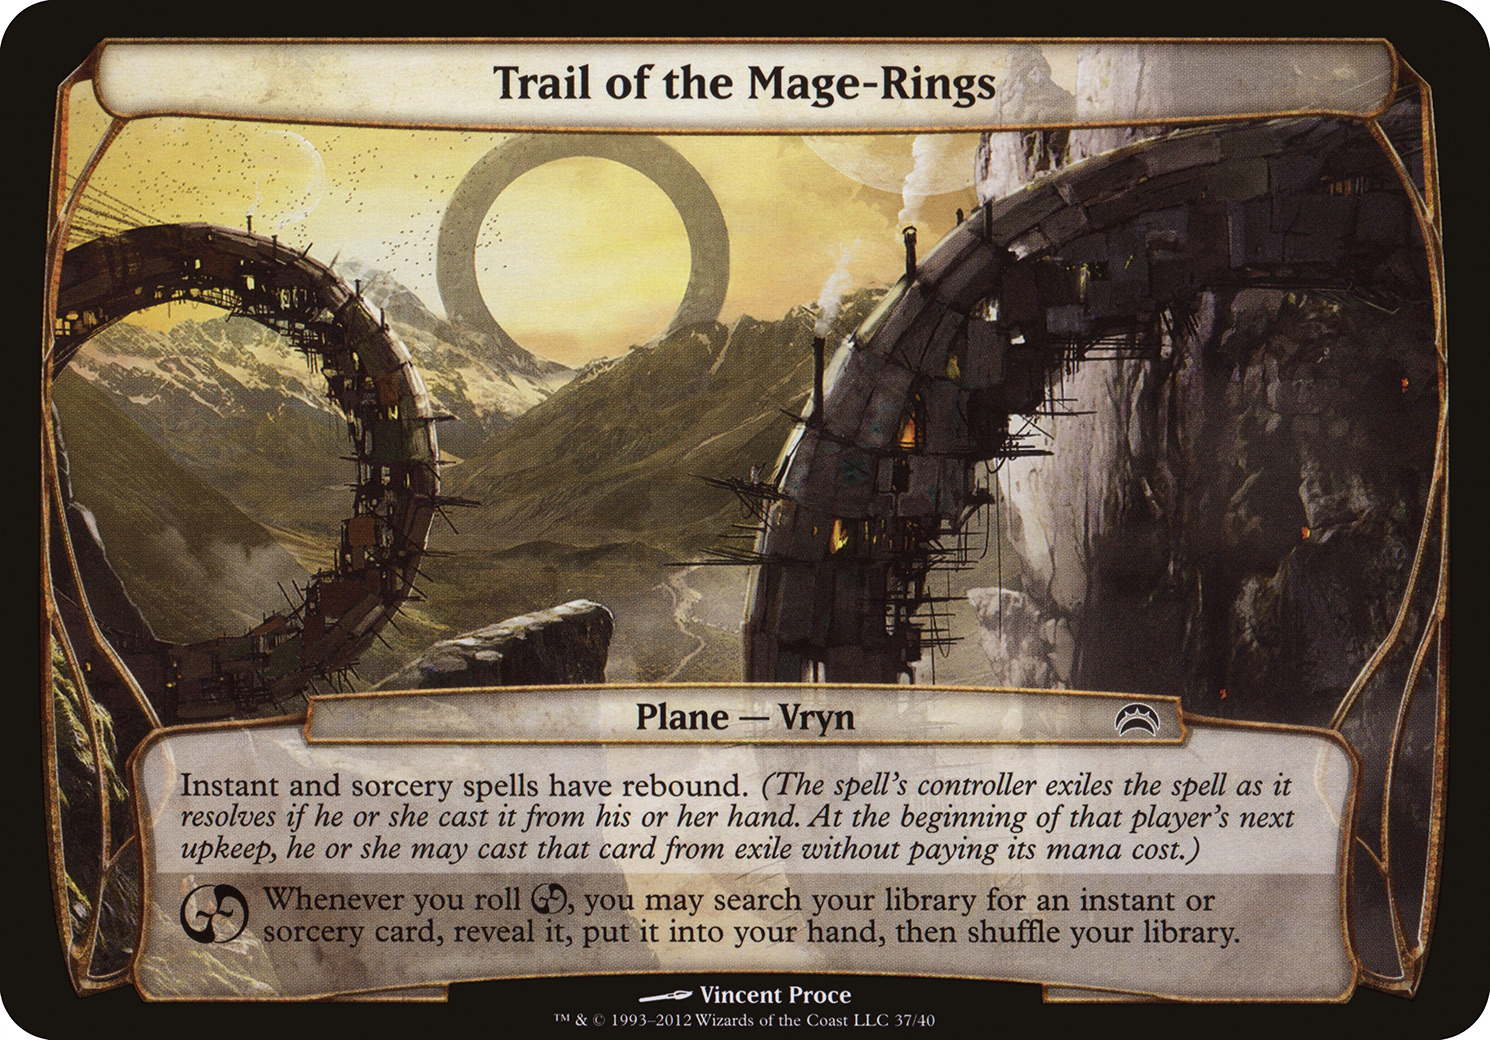 Trail of the Mage-Rings
Plane — Vryn
Instant and sorcery spells have rebound. (The spell's controller exiles the spell as it
resolves if he or she cast it from his or her hand. At the beginning of that player's next
upkeep, he or she may cast that card from exile without paying its mana cost.)
Whenever you roll , you may search your library for an instant or
sorcery card, reveal it, put it into your hand, then shuffle your library.
Vincent Proce
™ & © 1993–2012 Wizards of the Coast LLC 37/40